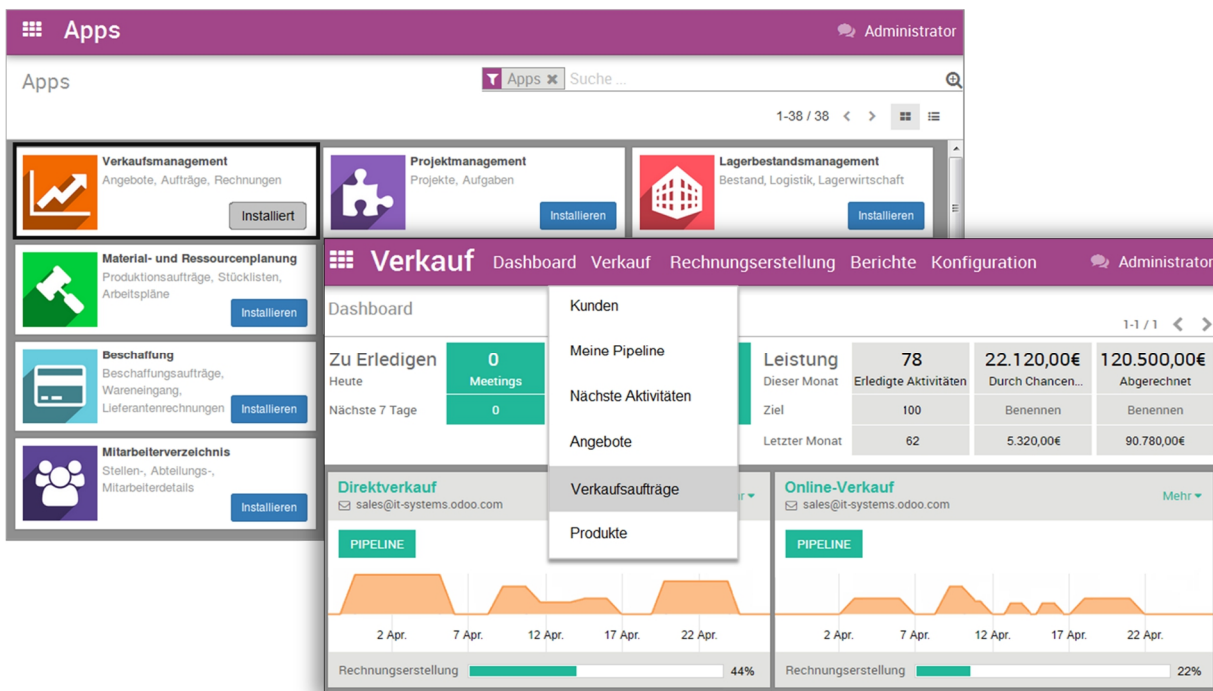 Apps
Administrator
Apps
Apps Suche ...
1-38 / 38
Verkaufsmanagement
Angebote, Aufträge, Rechnungen
Installiert
Projektmanagement
Projekte, Aufgaben
Installieren
Lagerbestandsmanagement
Bestand, Logistik, Lagerwirtschaft
Installieren
Material- und Ressourcenplanung
Produktionsaufträge, Stücklisten,
Arbeitspläne
Installieren
Beschaffung
Beschaffungsaufträge,
Wareneingang,
Lieferantenrechnungen
Installieren
Mitarbeiterverzeichnis
Stellen-, Abteilungs-,
Mitarbeiterdetails
Installieren
Verkauf Dashboard Verkauf Rechnungserstellung Berichte Konfiguration Administrator
Dashboard
1-1 / 1
Kunden
Meine Pipeline
Nächste Aktivitäten
Angebote
Verkaufsaufträge
Produkte
Zu Erledigen
Heute
0
Meetings
Nächste 7 Tage
0
Leistung 78 22.120,00€ 120.500,00€
Dieser Monat Erledigte Aktivitäten Durch Chancen... Abgerechnet
Ziel 100 Benennen Benennen
Letzter Monat 62 5.320,00€ 90.780,00€
Direktverkauf
sales@it-systems.odoo.com
PIPELINE
2 Apr. 7 Apr. 12 Apr. 17 Apr. 22 Apr.
Rechnungserstellung 44%
Online-Verkauf
sales@it-systems.odoo.com
Mehr
PIPELINE
2 Apr. 7 Apr. 12 Apr. 17 Apr. 22 Apr.
Rechnungserstellung 22%